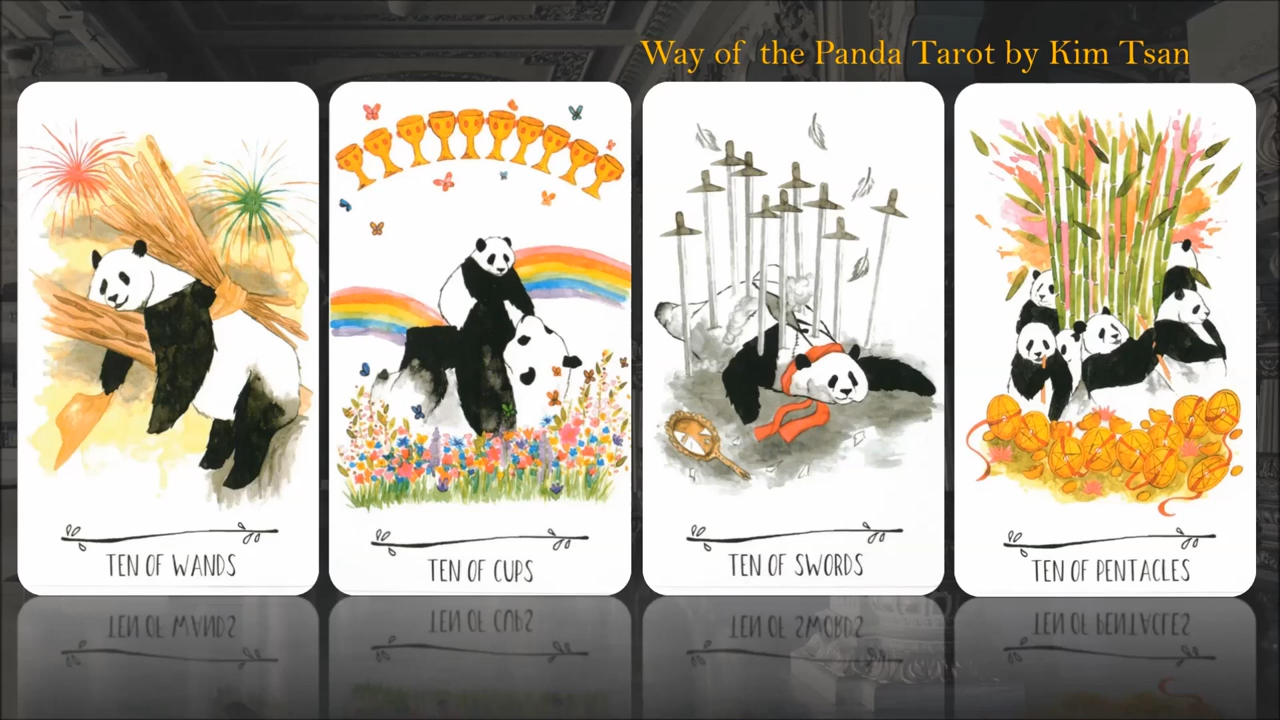 Way of the Panda Tarot by Kim Tsan
TEN OF WANDS
TEN OF CUPS
TEN OF SWORDS
TEN OF PENTACLES